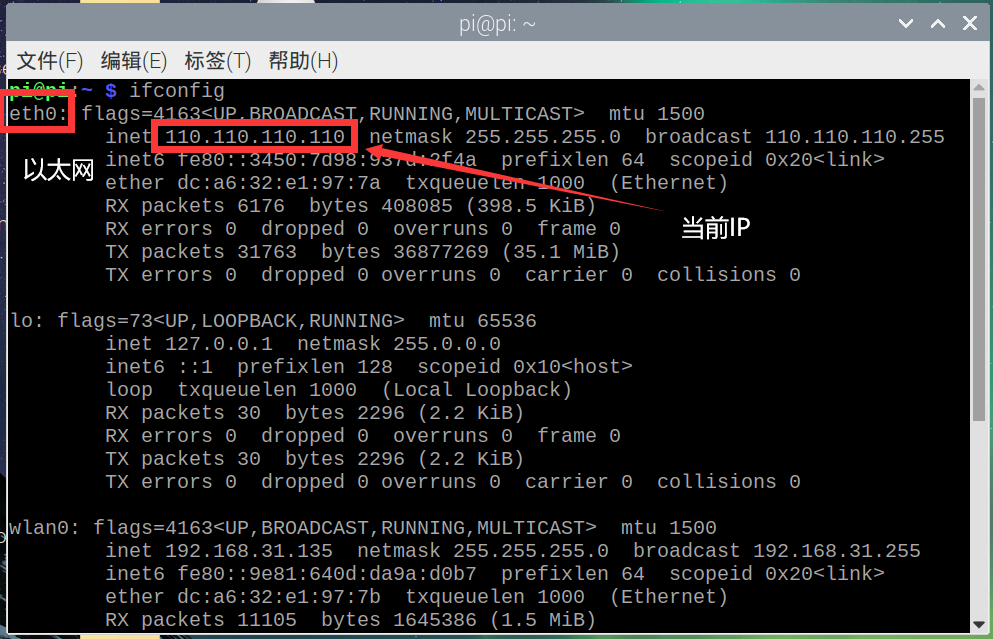 pi@pi: ~
文件(F) 编辑(E) 标签(T) 帮助(H)
pi@pi:~ $ ifconfig
eth0: flags=4163<UP,BROADCAST,RUNNING,MULTICAST> mtu 1500
inet 110.110.110.110 netmask 255.255.255.0 broadcast 110.110.110.255
inet6 fe80::3450:7d98:937d:2f4a prefixlen 64 scopeid 0x20<link>
以太网
ether dc:a6:32:e1:97:7a txqueuelen 1000 (Ethernet)
RX packets 6176 bytes 408085 (398.5 KiB)
当前IP
RX errors 0 dropped 0 overruns 0 frame 0
TX packets 31763 bytes 36877269 (35.1 MiB)
TX errors 0 dropped 0 overruns 0 carrier 0 collisions 0
lo: flags=73<UP,LOOPBACK,RUNNING> mtu 65536
inet 127.0.0.1 netmask 255.0.0.0
inet6 ::1 prefixlen 128 scopeid 0x10<host>
loop txqueuelen 1000 (Local Loopback)
RX packets 30 bytes 2296 (2.2 KiB)
RX errors 0 dropped 0 overruns 0 frame 0
TX packets 30 bytes 2296 (2.2 KiB)
TX errors 0 dropped 0 overruns 0 carrier 0 collisions 0
wlan0: flags=4163<UP,BROADCAST,RUNNING,MULTICAST> mtu 1500
inet 192.168.31.135 netmask 255.255.255.0 broadcast 192.168.31.255
inet6 fe80::9e81:640d:da9a:d0b7 prefixlen 64 scopeid 0x20<link>
ether dc:a6:32:e1:97:7b txqueuelen 1000 (Ethernet)
RX packets 11105 bytes 1645386 (1.5 MiB)